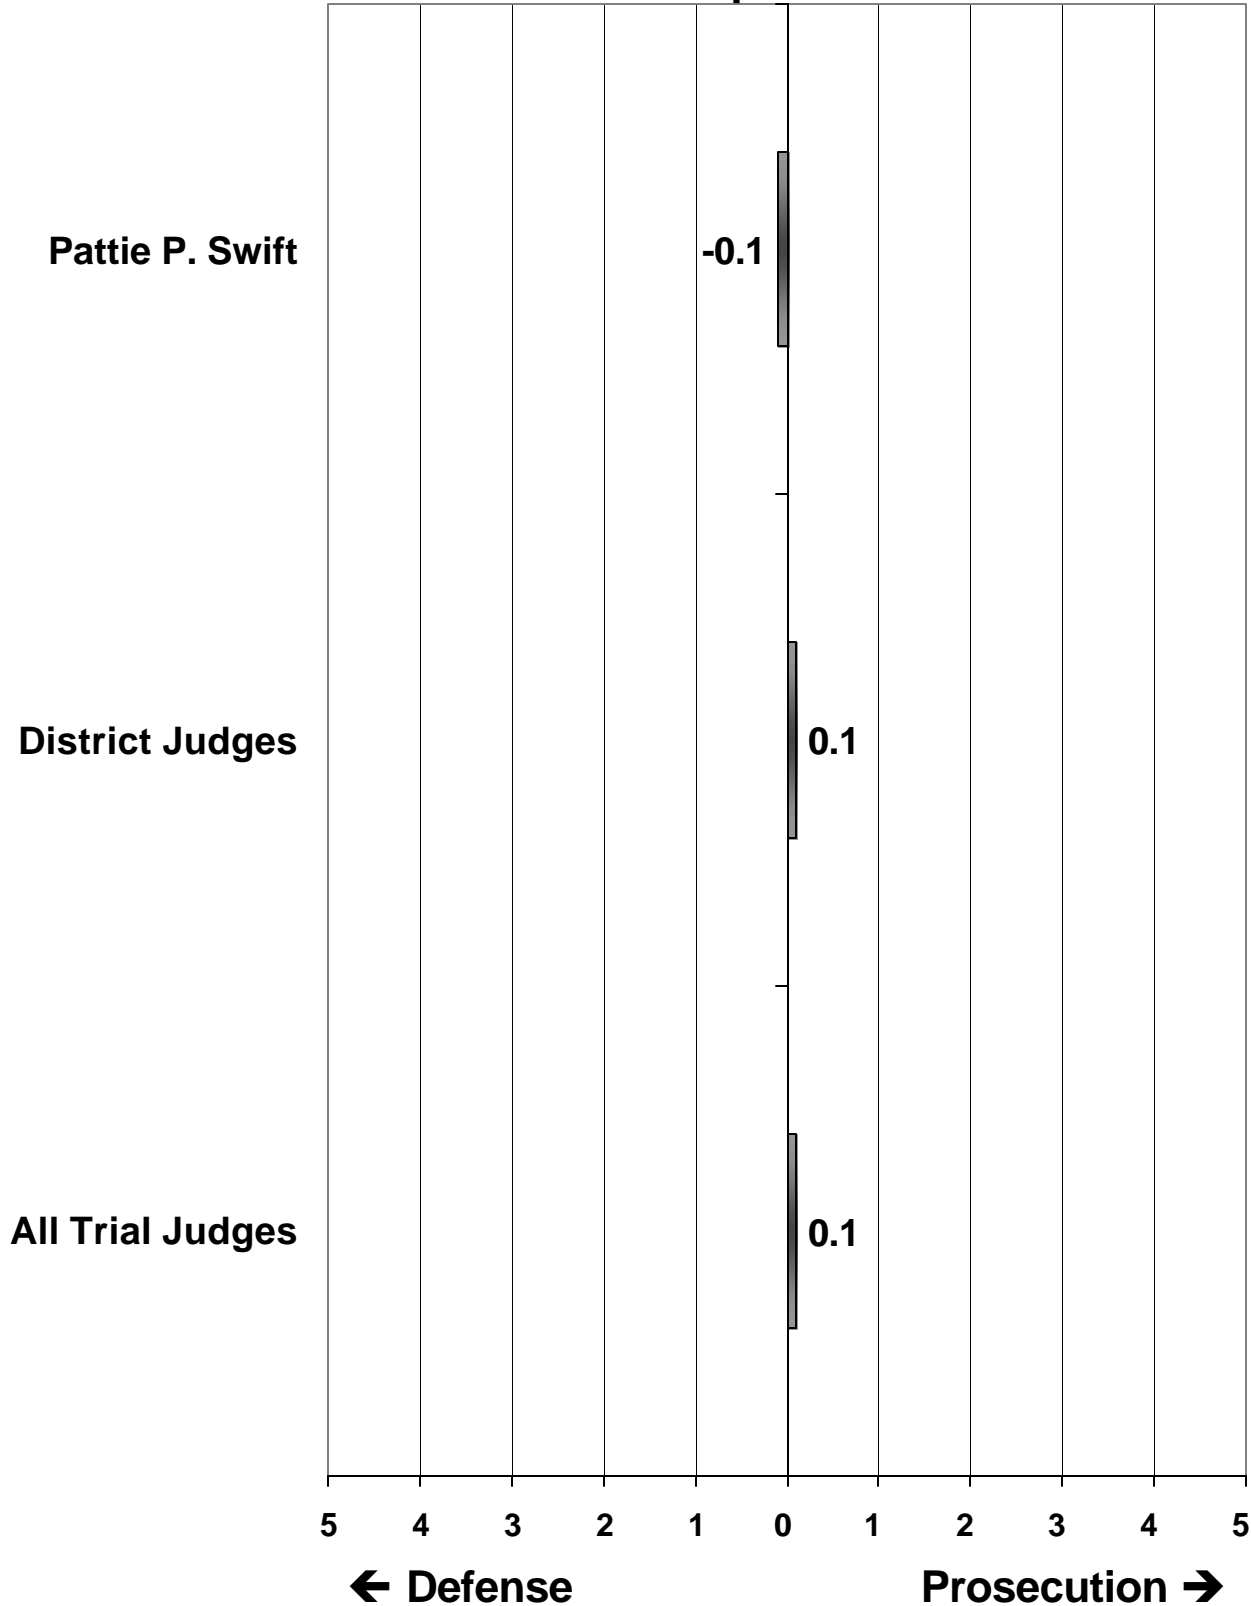 Pattie P. Swift
-0.1
District Judges
0.1
All Trial Judges
0.1
5 4 3 2 1 0 1 2 3 4 5
← Defense Prosecution →